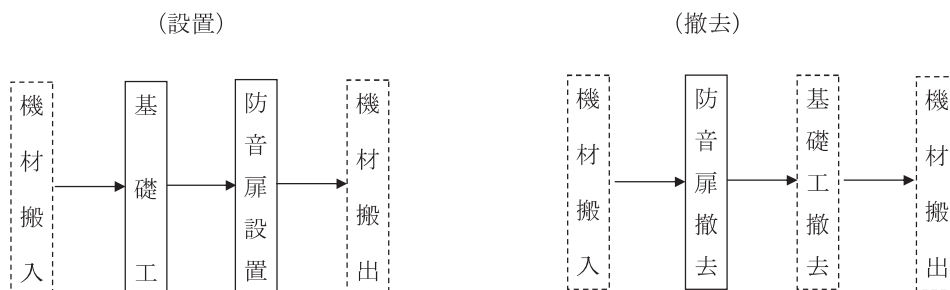 (設置)
機材搬入
基礎工
防音扉設置
機材搬出
(撤去)
機材搬入
防音扉撤去
基礎工撤去
機材搬出